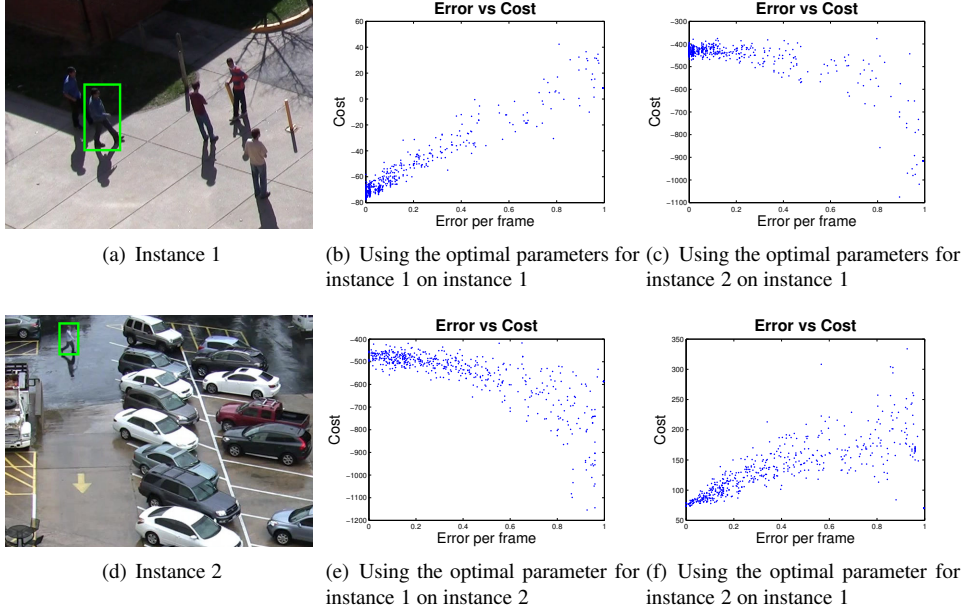 Error vs Cost
Cost
60
40
20
0
−20
−40
−60
−80
0
0.2
0.4
0.6
0.8
1
Error per frame
Error vs Cost
Cost
−300
−400
−500
−600
−700
−800
−900
−1000
−1100
0
0.2
0.4
0.6
0.8
1
Error per frame
(a) Instance 1
(b) Using the optimal parameters for
instance 1 on instance 1
(c) Using the optimal parameters for
instance 2 on instance 1
Error vs Cost
Cost
−400
−500
−600
−700
−800
−900
−1000
−1100
−1200
0
0.2
0.4
0.6
0.8
1
Error per frame
Error vs Cost
Cost
350
300
250
200
150
100
50
0
0.2
0.4
0.6
0.8
1
Error per frame
(d) Instance 2
(e) Using the optimal parameter for
instance 1 on instance 2
(f) Using the optimal parameter for
instance 2 on instance 1